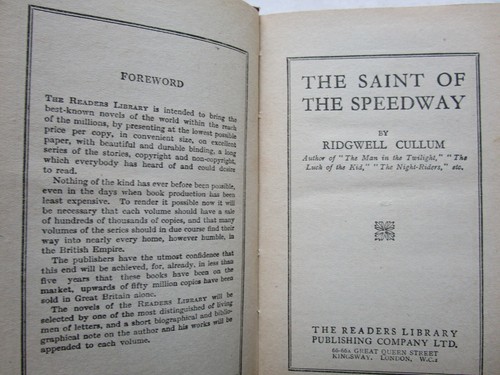 FOREWORD
THE READERS LIBRARY is intended to bring the
best-known novels of the world within the reach
of the millions, by presenting at the lowest possible
price per copy, in convenient size, on excellent
paper, with beautiful and durable binding, a long
series of the stories, copyright and non-copyright,
which everybody has heard of and could desire
to read.
Nothing of the kind has ever before been possible,
even in the days when book production has been
least expensive. To render it possible now it will
be necessary that each volume should have a sale
of hundreds of thousands of copies, and that many
volumes of the series should in due course find their
way into nearly every home, however humble, in
the British Empire.
The publishers have the utmost confidence that
this end will be achieved, for, already, in less than
five years that these books have been on the
market, upwards of fifty million copies have been
sold in Great Britain alone.
The novels of the READERS LIBRARY will be
selected by one of the most distinguished of living
men of letters, and a short biographical and biblio-
graphical note on the author and his works will be
appended to each volume.
THE SAINT OF
THE SPEEDWAY
BY
RIDGWELL CULLUM
Author of "The Man in the Twilight," "The
Luck of the Kid," "The Night-Riders," etc.
THE READERS LIBRARY
PUBLISHING COMPANY LTD.
66-66a GREAT QUEEN STREET
KINGSWAY, LONDON, W.C.2